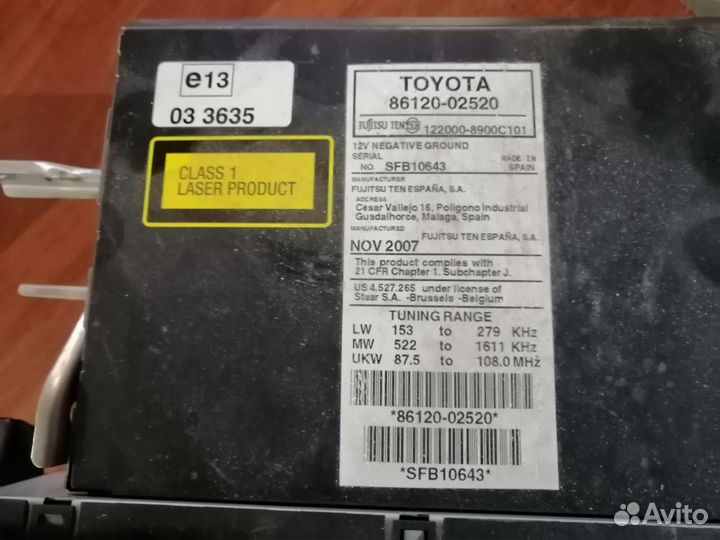 e13
03 3635
CLASS 1
LASER PRODUCT
TOYOTA
86120-02520
FUJITSU TEN 122000-8900C101
12V NEGATIVE GROUND
SERIAL MADE IN
NO SFB10643 SPAIN
MANUFACTURER
FUJITSU TEN ESPAÑA, S.A.
ADDRESS
Cesar Vallejo 16, Poligono Industrial
Guadalhorce, Malaga, Spain
MANUFACTURED FUJITSU TEN ESPAÑA, S.A.
NOV 2007
This product complies with
21 CFR Chapter 1. Subchapter J.
US 4.527.265 under license of
Stuar S.A. -Brussels -Belgium
TUNING RANGE
LW 153 to 279 KHz
MW 522 to 1611 KHz
UKW 87.5 to 108.0 MHz
*86120-02520*
*SFB10643*
Avito